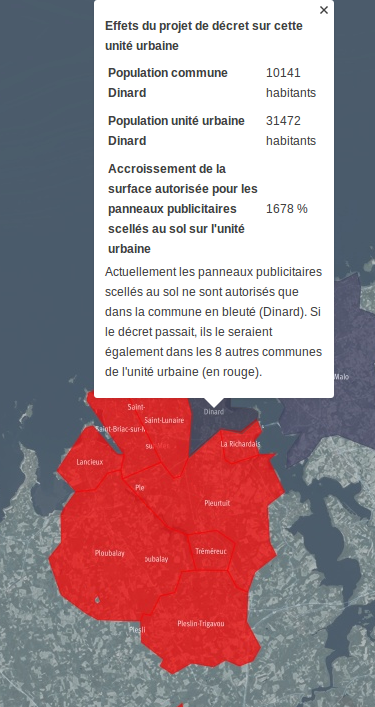 ×
Effets du projet de décret sur cette
unité urbaine
Population commune 10141
Dinard habitants
Population unité urbaine 31472
Dinard habitants
Accroissement de la
surface autorisée pour les
panneaux publicitaires 1678 %
scellés au sol sur l'unité
urbaine
Actuellement les panneaux publicitaires
scellés au sol ne sont autorisés que
dans la commune en bleuté (Dinard). Si
le décret passait, ils le seraient
également dans les 8 autres communes
de l'unité urbaine (en rouge).
Malo
Saint-
Dinard
Saint-Lunaire
Saint-Briac-sur-M
su
La Richardais
Lancieux
Ple
Pleurtuit
Ploubalay
oubalay
Tréméreuc
Plesli
Pleslin-Trigavou